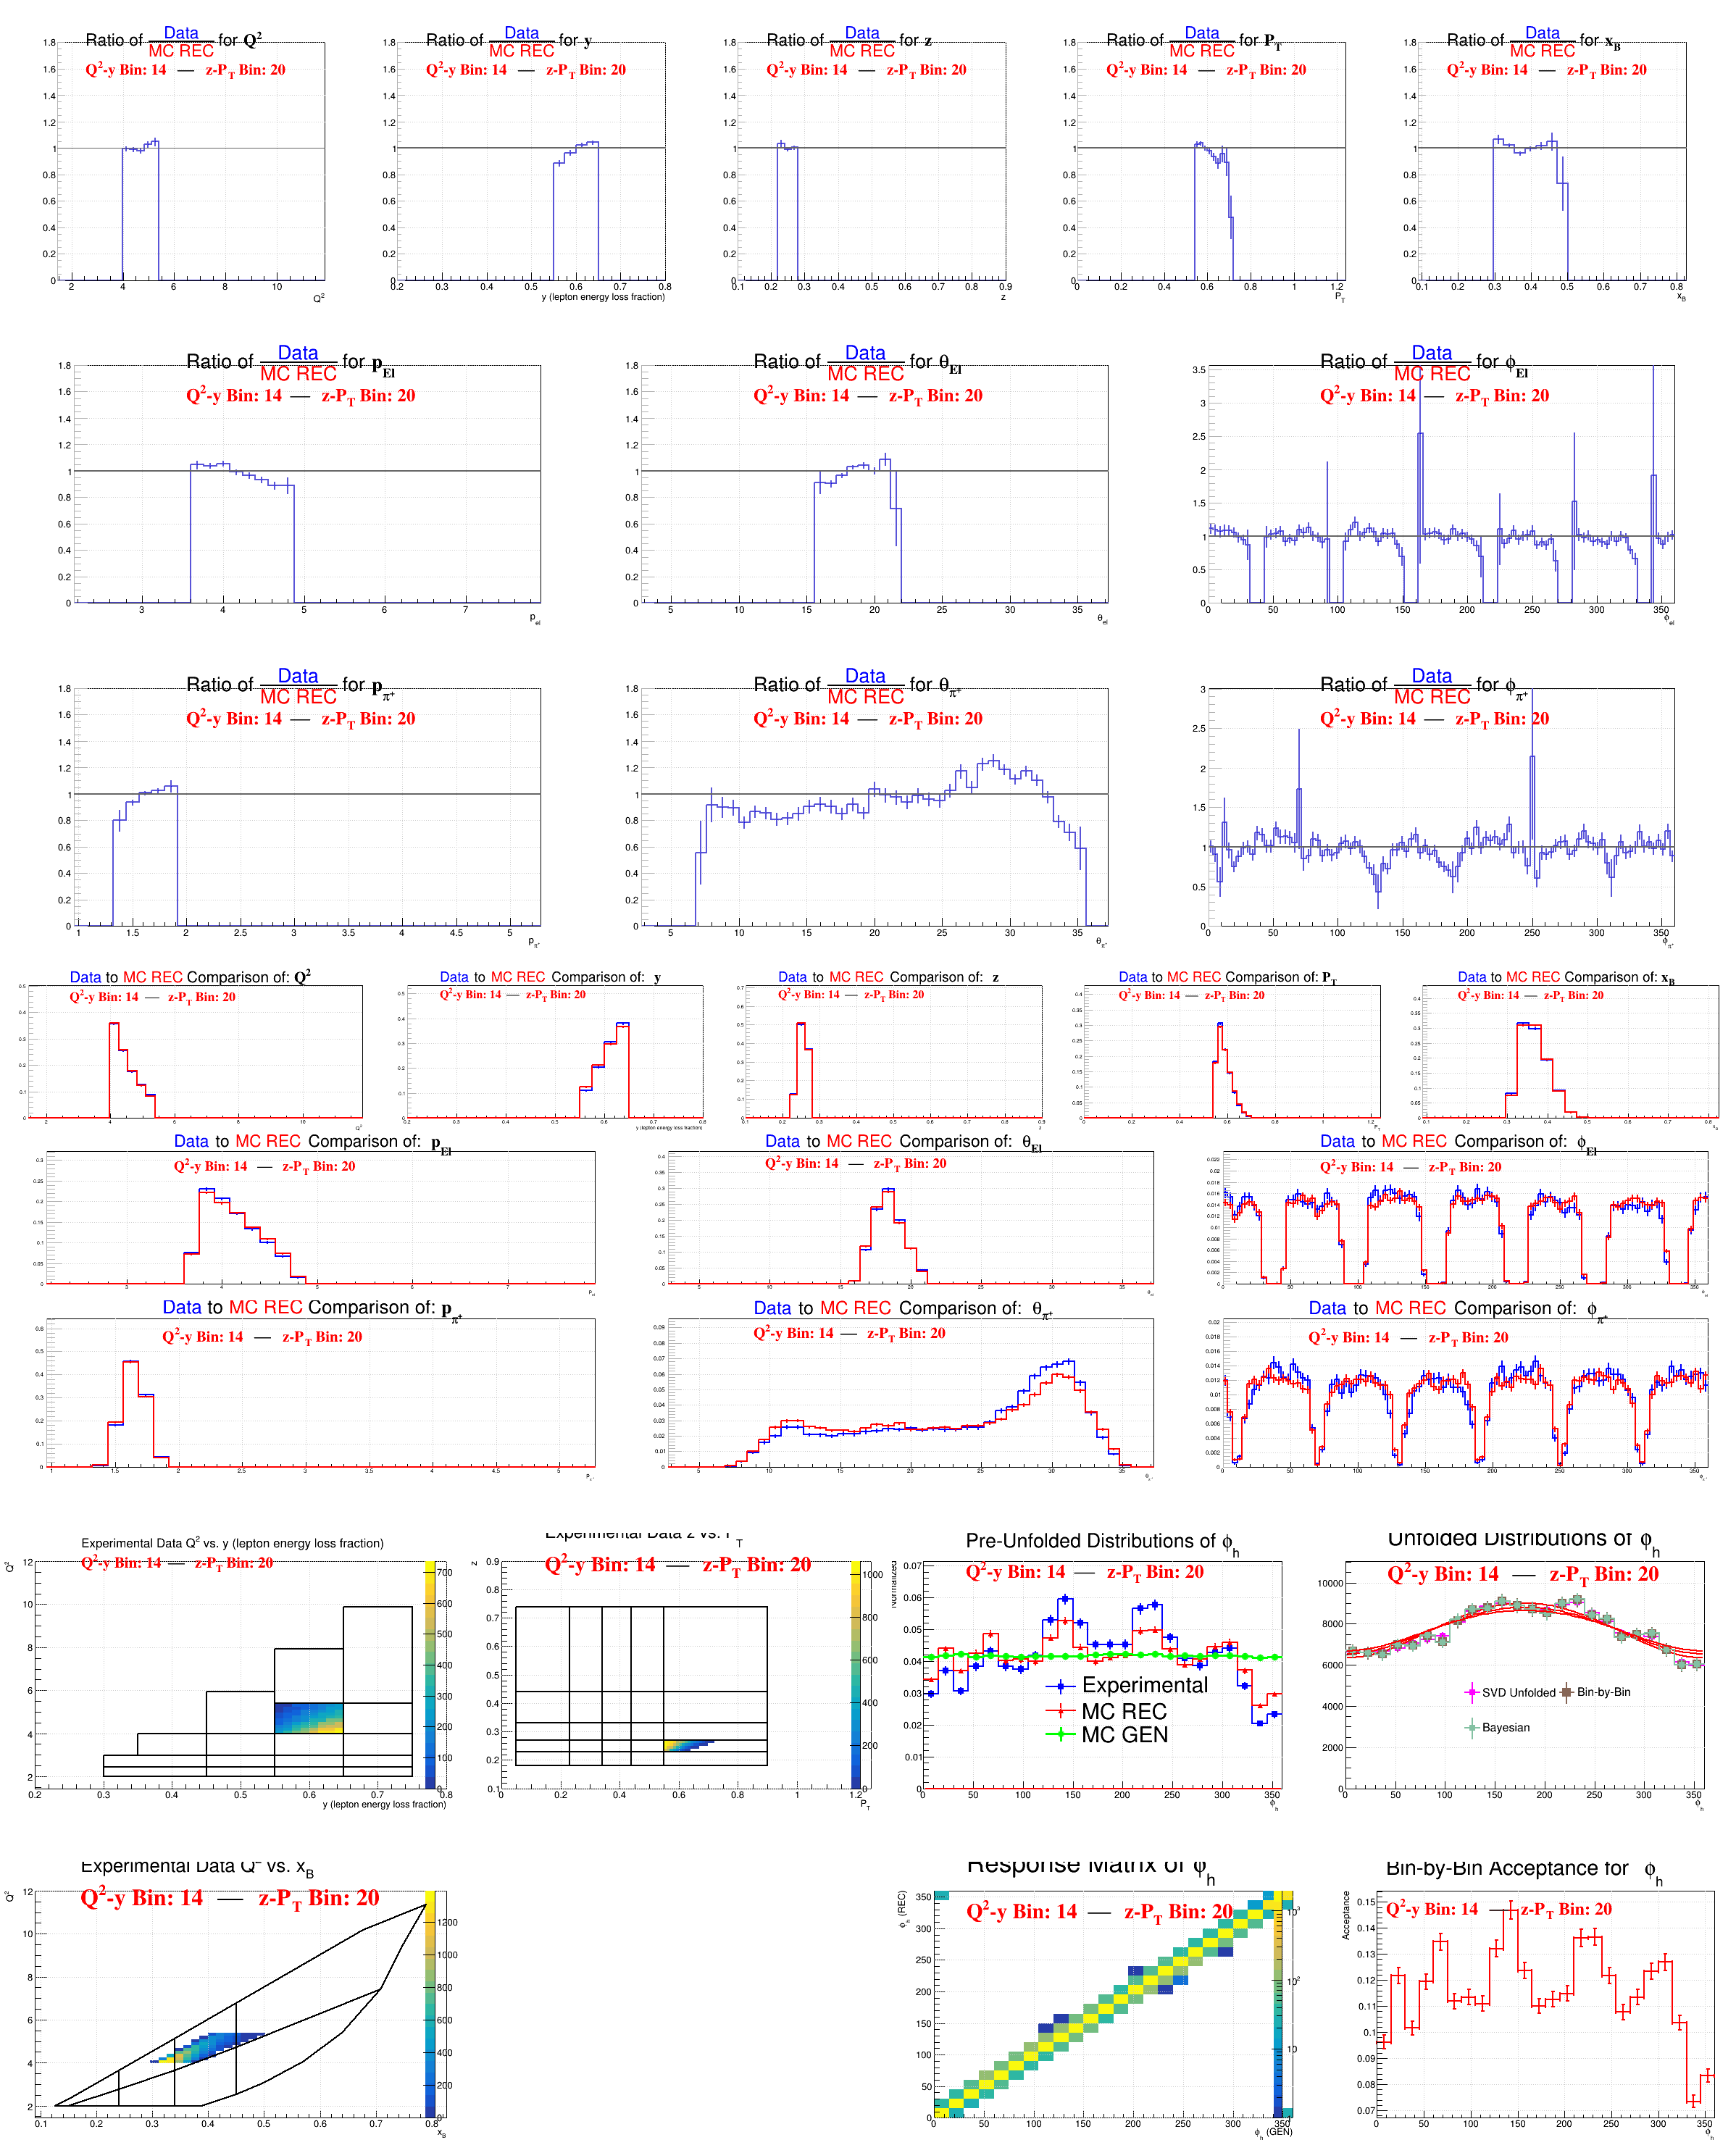 Ratio of Data/MC REC for Q²
Q²-y Bin: 14 — z-P_T Bin: 20
Q²
Ratio of Data/MC REC for y
Q²-y Bin: 14 — z-P_T Bin: 20
y (lepton energy loss fraction)
Ratio of Data/MC REC for z
Q²-y Bin: 14 — z-P_T Bin: 20
z
Ratio of Data/MC REC for P_T
Q²-y Bin: 14 — z-P_T Bin: 20
P_T
Ratio of Data/MC REC for x_B
Q²-y Bin: 14 — z-P_T Bin: 20
x_B
Ratio of Data/MC REC for p_El
Q²-y Bin: 14 — z-P_T Bin: 20
p_el
Ratio of Data/MC REC for θ_El
Q²-y Bin: 14 — z-P_T Bin: 20
θ_el
Ratio of Data/MC REC for ϕ_El
Q²-y Bin: 14 — z-P_T Bin: 20
ϕ_el
Ratio of Data/MC REC for p_π⁺
Q²-y Bin: 14 — z-P_T Bin: 20
p_π⁺
Ratio of Data/MC REC for θ_π⁺
Q²-y Bin: 14 — z-P_T Bin: 20
θ_π⁺
Ratio of Data/MC REC for ϕ_π⁺
Q²-y Bin: 14 — z-P_T Bin: 20
ϕ_π⁺
Data to MC REC Comparison of: Q²
Q²-y Bin: 14 — z-P_T Bin: 20
Data to MC REC Comparison of: y
Q²-y Bin: 14 — z-P_T Bin: 20
y (lepton energy loss fraction)
Data to MC REC Comparison of: z
Q²-y Bin: 14 — z-P_T Bin: 20
Data to MC REC Comparison of: P_T
Q²-y Bin: 14 — z-P_T Bin: 20
Data to MC REC Comparison of: x_B
Q²-y Bin: 14 — z-P_T Bin: 20
Data to MC REC Comparison of: p_El
Q²-y Bin: 14 — z-P_T Bin: 20
Data to MC REC Comparison of: θ_El
Q²-y Bin: 14 — z-P_T Bin: 20
Data to MC REC Comparison of: ϕ_El
Q²-y Bin: 14 — z-P_T Bin: 20
Data to MC REC Comparison of: p_π⁺
Q²-y Bin: 14 — z-P_T Bin: 20
Data to MC REC Comparison of: θ_π⁺
Q²-y Bin: 14 — z-P_T Bin: 20
Data to MC REC Comparison of: ϕ_π⁺
Q²-y Bin: 14 — z-P_T Bin: 20
Experimental Data Q² vs. y (lepton energy loss fraction)
Q²-y Bin: 14 — z-P_T Bin: 20
Q²
y (lepton energy loss fraction)
Experimental Data z vs. P_T
Q²-y Bin: 14 — z-P_T Bin: 20
z
P_T
Pre-Unfolded Distributions of ϕ_h
Q²-y Bin: 14 — z-P_T Bin: 20
Experimental
MC REC
MC GEN
ϕ_h
Unfolded Distributions of ϕ_h
Q²-y Bin: 14 — z-P_T Bin: 20
SVD Unfolded
Bin-by-Bin
Bayesian
ϕ_h
Experimental Data Q² vs. x_B
Q²-y Bin: 14 — z-P_T Bin: 20
Q²
x_B
Response Matrix of ϕ_h
Q²-y Bin: 14 — z-P_T Bin: 20
ϕ_h (REC)
ϕ_h (GEN)
Bin-by-Bin Acceptance for ϕ_h
Q²-y Bin: 14 — z-P_T Bin: 20
Acceptance
ϕ_h